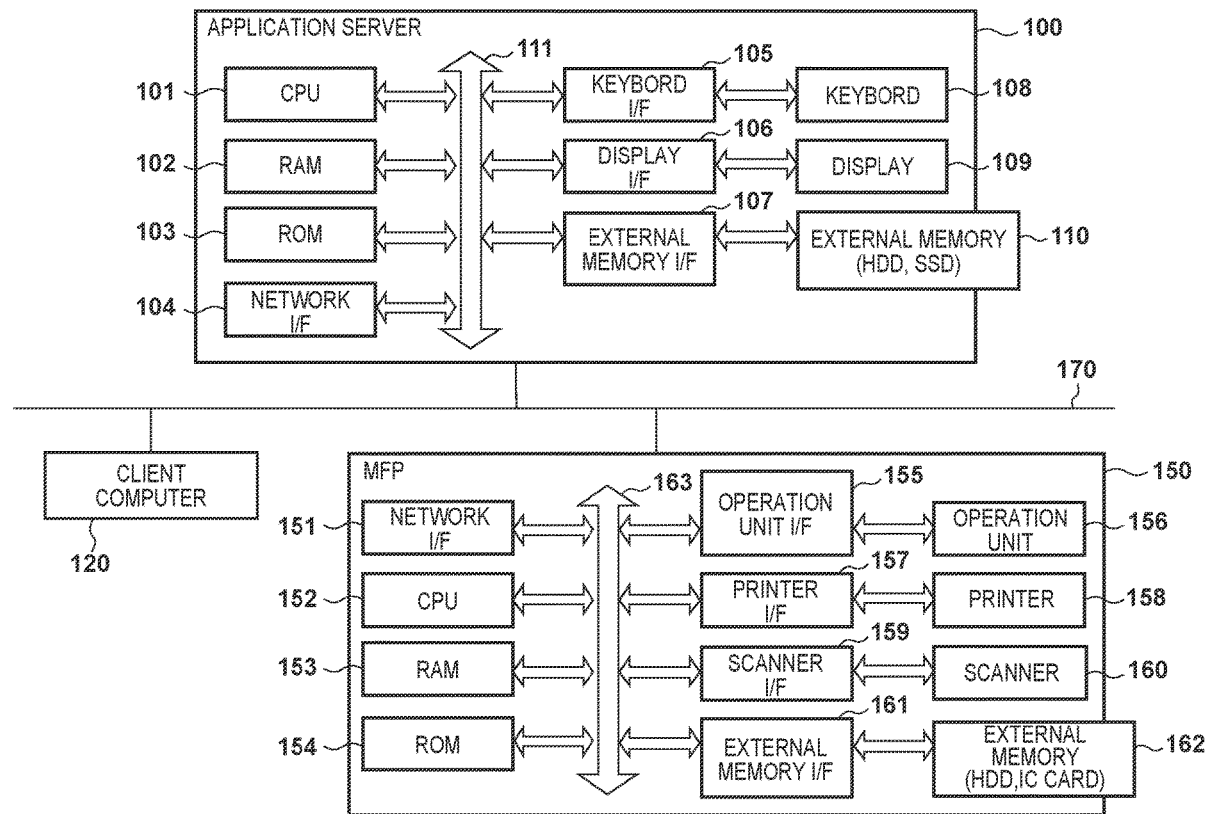 APPLICATION SERVER
100
111
105
101
CPU
KEYBORD
I/F
KEYBORD
108
106
102
RAM
DISPLAY
I/F
DISPLAY
109
107
103
ROM
EXTERNAL
MEMORY I/F
EXTERNAL MEMORY
(HDD, SSD)
110
104
NETWORK
I/F
170
CLIENT
COMPUTER
120
MFP
150
163
155
151
NETWORK
I/F
OPERATION
UNIT I/F
OPERATION
UNIT
156
157
152
CPU
PRINTER
I/F
PRINTER
158
159
153
RAM
SCANNER
I/F
SCANNER
160
161
154
ROM
EXTERNAL
MEMORY I/F
EXTERNAL
MEMORY
(HDD,IC CARD)
162